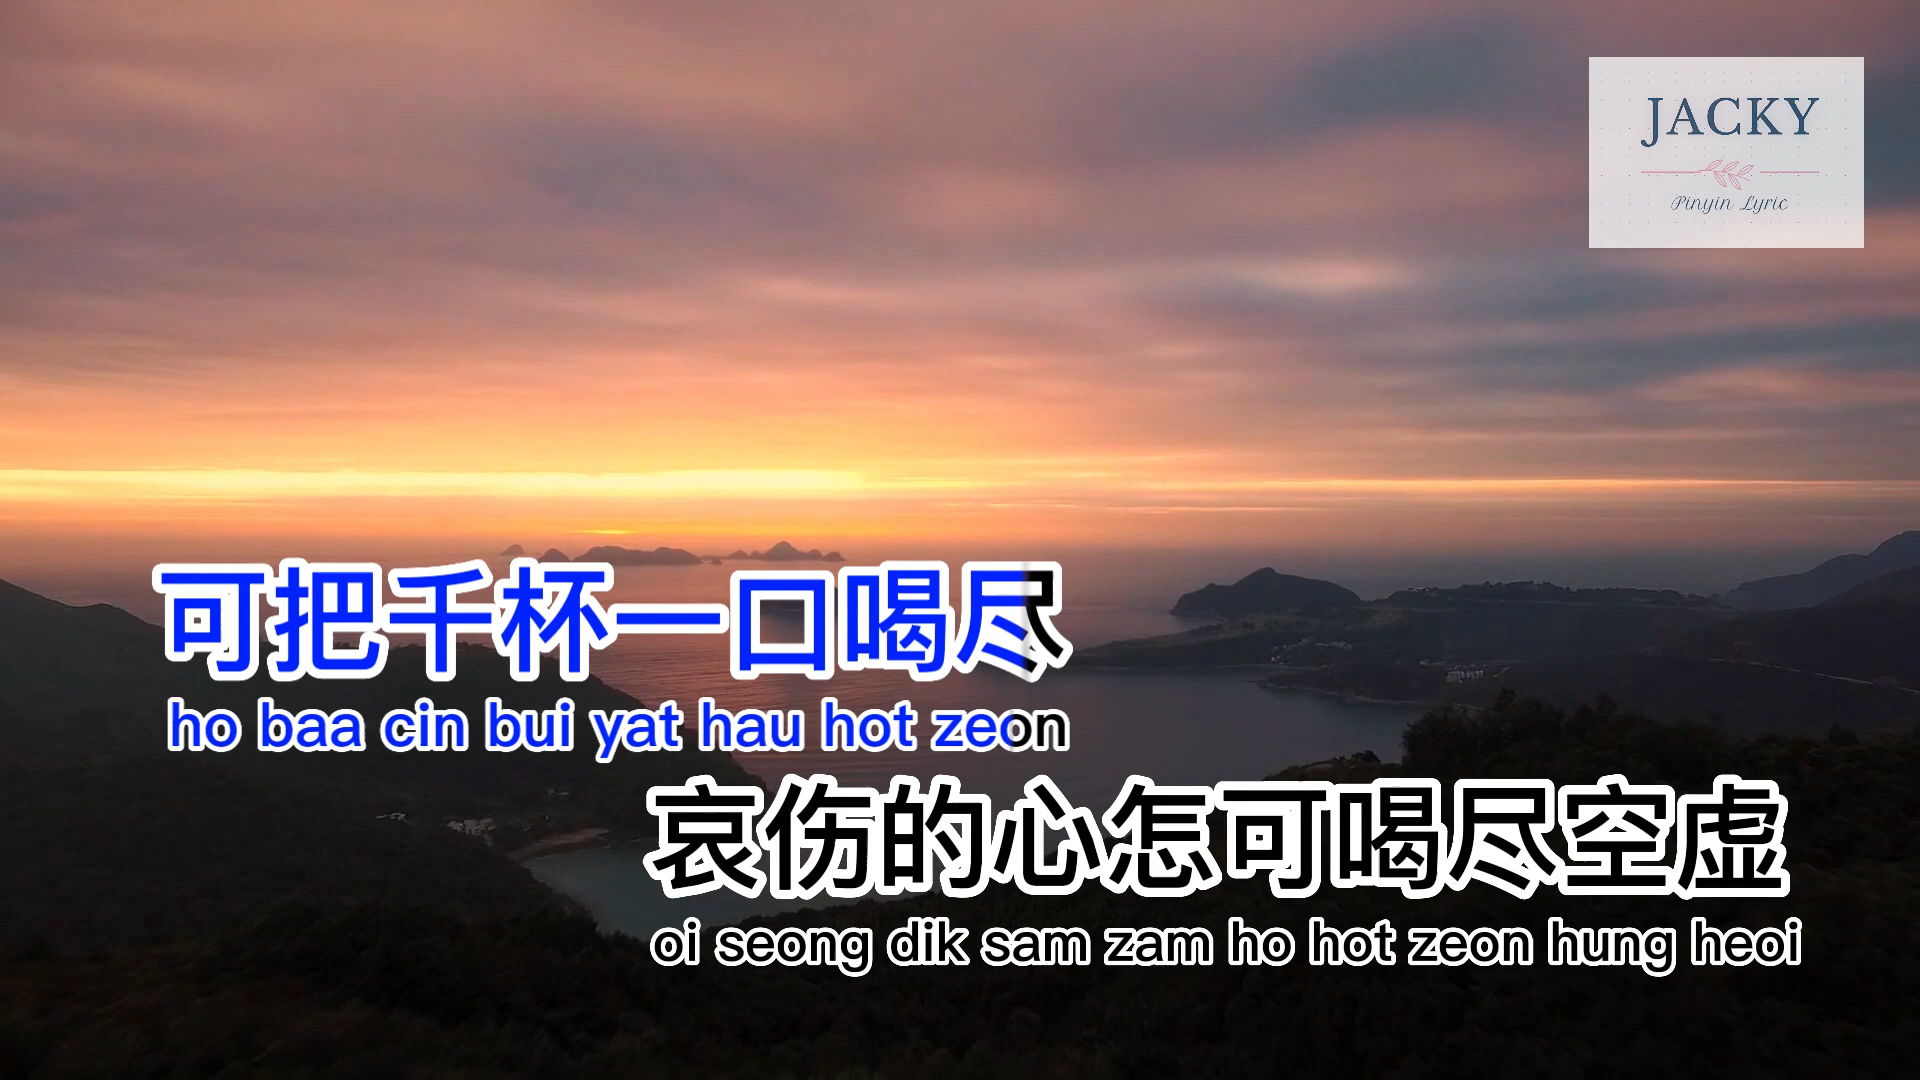 JACKY
Pinyin Lyric
可把千杯一口喝尽
ho baa cin bui yat hau hot zeon
哀伤的心怎可喝尽空虚
oi seong dik sam zam ho hot zeon hung heoi